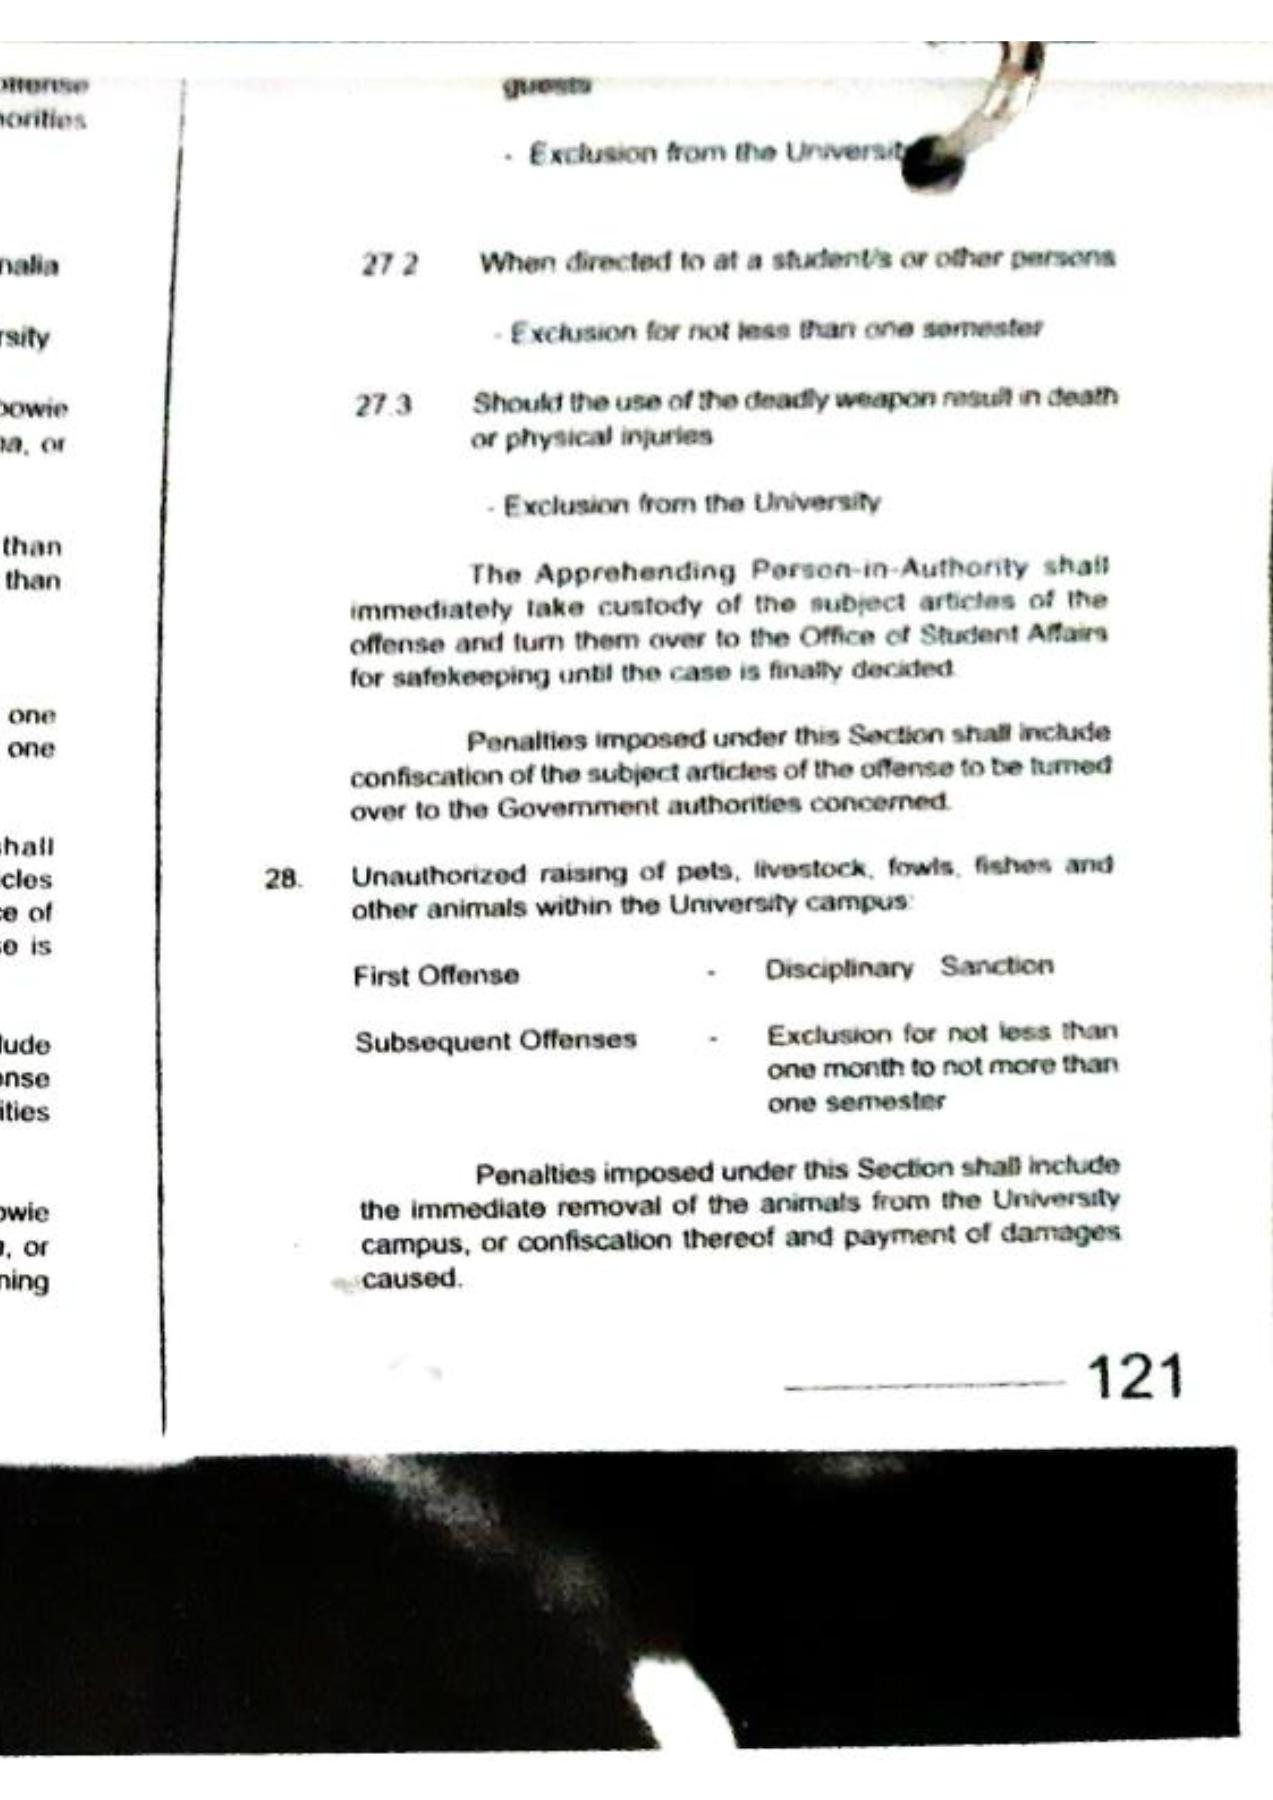 offense
norities
nalia
rsity
bowie
na, or
than
than
one
one
shall
cles
ce of
se is
lude
ense
ities
owie
n, or
ning
guests
- Exclusion from the University
27.2 When directed to at a student/s or other persons
- Exclusion for not less than one semester
27.3 Should the use of the deadly weapon result in death
or physical injuries
- Exclusion from the University
The Apprehending Person-in-Authority shall
immediately take custody of the subject articles of the
offense and turn them over to the Office of Student Affairs
for safekeeping until the case is finally decided.
Penalties imposed under this Section shall include
confiscation of the subject articles of the offense to be turned
over to the Government authorities concerned.
28. Unauthorized raising of pets, livestock, fowls, fishes and
other animals within the University campus:
First Offense - Disciplinary Sanction
Subsequent Offenses - Exclusion for not less than
one month to not more than
one semester
Penalties imposed under this Section shall include
the immediate removal of the animals from the University
campus, or confiscation thereof and payment of damages
caused.
121